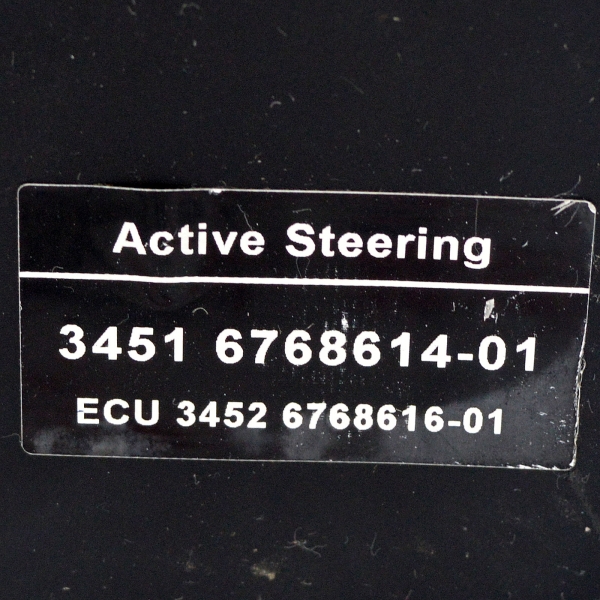 Active Steering
3451 6768614-01
ECU 3452 6768616-01